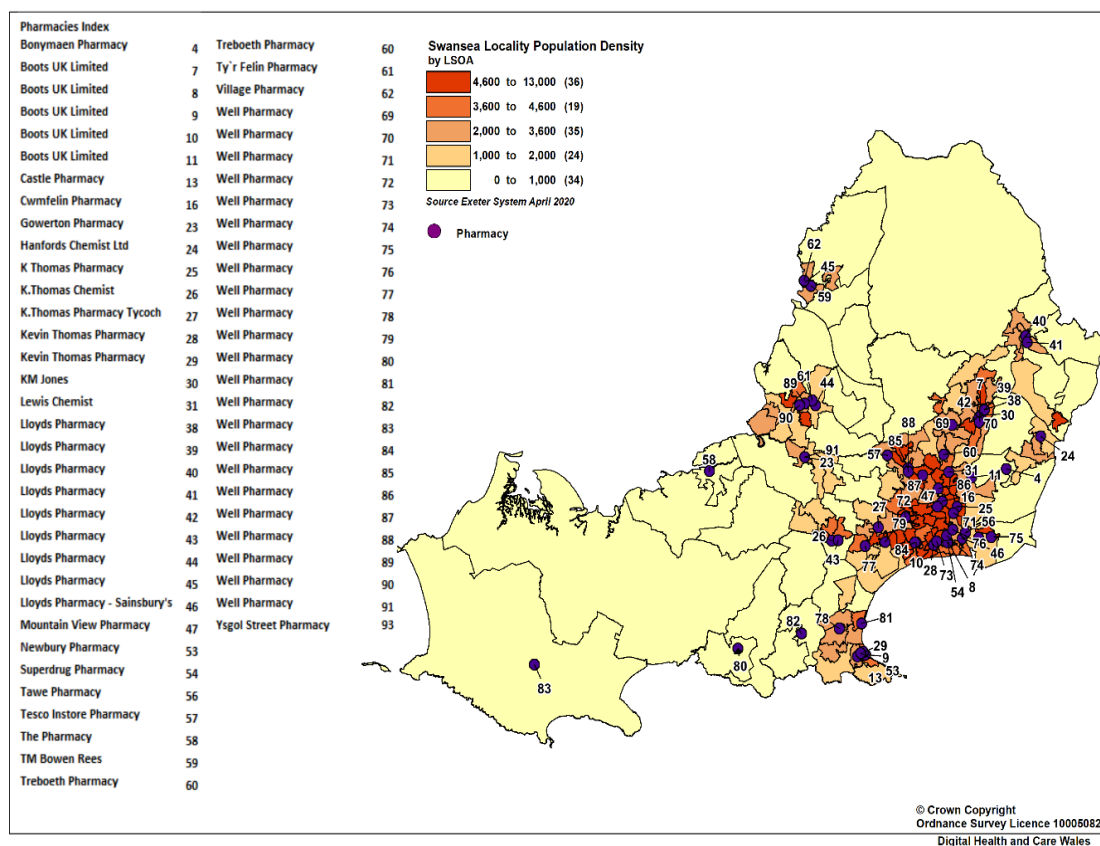 Pharmacies Index
Bonymaen Pharmacy 4 Treboeth Pharmacy 60
Boots UK Limited 7 Ty`r Felin Pharmacy 61
Boots UK Limited 8 Village Pharmacy 62
Boots UK Limited 9 Well Pharmacy 69
Boots UK Limited 10 Well Pharmacy 70
Boots UK Limited 11 Well Pharmacy 71
Castle Pharmacy 13 Well Pharmacy 72
Cwmfelin Pharmacy 16 Well Pharmacy 73
Gowerton Pharmacy 23 Well Pharmacy 74
Hanfords Chemist Ltd 24 Well Pharmacy 75
K Thomas Pharmacy 25 Well Pharmacy 76
K.Thomas Chemist 26 Well Pharmacy 77
K.Thomas Pharmacy Tycoch 27 Well Pharmacy 78
Kevin Thomas Pharmacy 28 Well Pharmacy 79
Kevin Thomas Pharmacy 29 Well Pharmacy 80
KM Jones 30 Well Pharmacy 81
Lewis Chemist 31 Well Pharmacy 82
Lloyds Pharmacy 38 Well Pharmacy 83
Lloyds Pharmacy 39 Well Pharmacy 84
Lloyds Pharmacy 40 Well Pharmacy 85
Lloyds Pharmacy 41 Well Pharmacy 86
Lloyds Pharmacy 42 Well Pharmacy 87
Lloyds Pharmacy 43 Well Pharmacy 88
Lloyds Pharmacy 44 Well Pharmacy 89
Lloyds Pharmacy 45 Well Pharmacy 90
Lloyds Pharmacy - Sainsbury's 46 Well Pharmacy 91
Mountain View Pharmacy 47 Ysgol Street Pharmacy 93
Newbury Pharmacy 53
Superdrug Pharmacy 54
Tawe Pharmacy 56
Tesco Instore Pharmacy 57
The Pharmacy 58
TM Bowen Rees 59
Treboeth Pharmacy 60
Swansea Locality Population Density
by LSOA
4,600 to 13,000 (36)
3,600 to 4,600 (19)
2,000 to 3,600 (35)
1,000 to 2,000 (24)
0 to 1,000 (34)
Source Exeter System April 2020
Pharmacy
62
45
59
40
41
61
89
44
7
39
42
38
90
30
88
69
70
85
91
57
60
24
58
23
31
11
4
87
86
47
16
72
25
27
79
71
56
26
43
84
76
75
77
10
46
28
73
74
8
54
82
78
81
29
80
9
53
13
83
© Crown Copyright
Ordnance Survey Licence 10005082
Digital Health and Care Wales